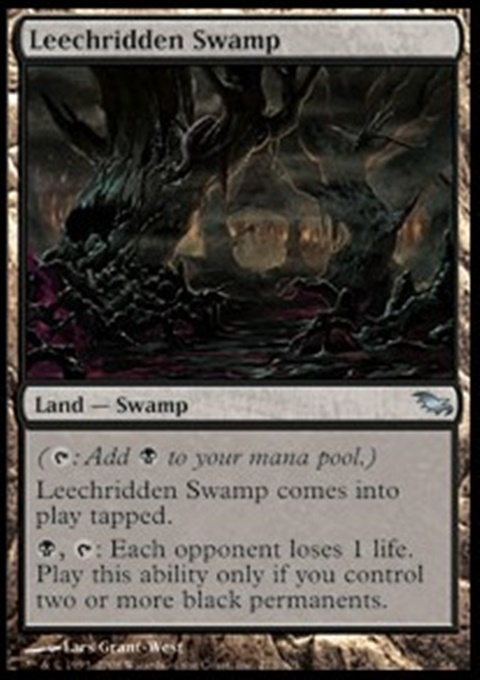 Leechridden Swamp
Land — Swamp
( : Add to your mana pool.)
Leechridden Swamp comes into
play tapped.
, : Each opponent loses 1 life.
Play this ability only if you control
two or more black permanents.
Lars Grant-West